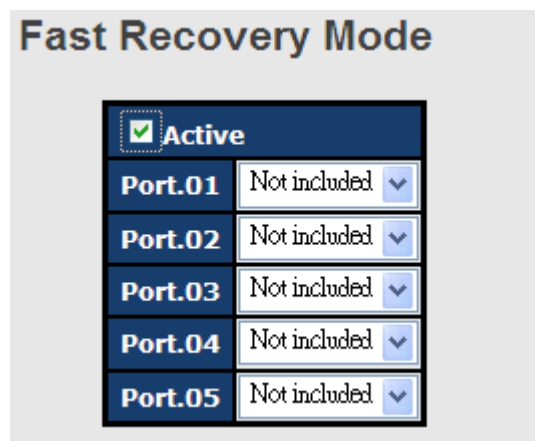 Fast Recovery Mode
Active
Port.01 Not included
Port.02 Not included
Port.03 Not included
Port.04 Not included
Port.05 Not included